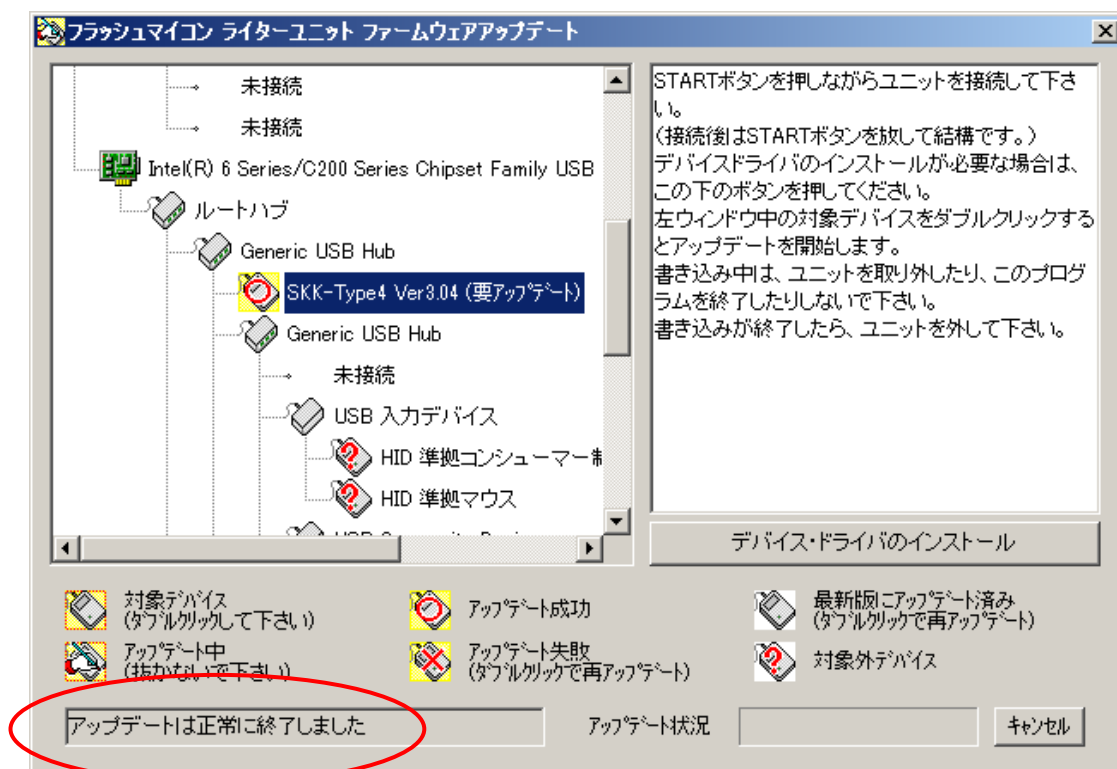 フラッシュマイコン ライターユニット ファームウェアアップデート
未接続
未接続
Intel(R) 6 Series/C200 Series Chipset Family USB
ルートハブ
Generic USB Hub
SKK-Type4 Ver3.04 (要アップデート)
Generic USB Hub
未接続
USB 入力デバイス
HID 準拠コンシューマー制
HID 準拠マウス
STARTボタンを押しながらユニットを接続して下さ
い。
(接続後はSTARTボタンを放して結構です。)
デバイスドライバのインストールが必要な場合は、
この下のボタンを押してください。
左ウィンドウ中の対象デバイスをダブルクリックする
とアップデートを開始します。
書き込み中は、ユニットを取り外したり、このプログ
ラムを終了したりしないで下さい。
書き込みが終了したら、ユニットを外して下さい。
デバイス・ドライバのインストール
対象デバイス
(ダブルクリックして下さい)
アップデート成功
最新版にアップデート済み
(ダブルクリックで再アップデート)
アップデート中
(抜かないで下さい)
アップデート失敗
(ダブルクリックで再アップデート)
対象外デバイス
アップデートは正常に終了しました
アップデート状況
キャンセル